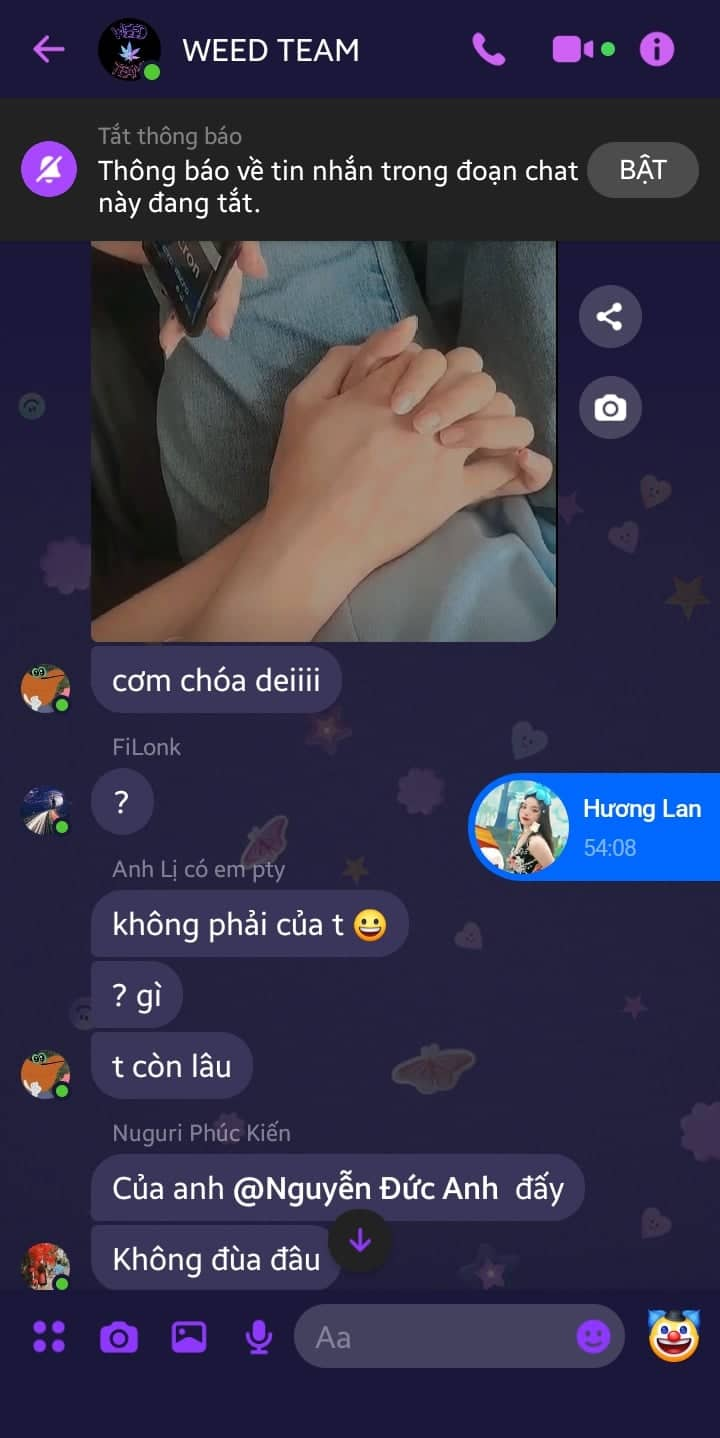 WEED TEAM
WEED TEAM
Tắt thông báo
Thông báo về tin nhắn trong đoạn chat
này đang tắt.
BẬT
cơm chóa deiiii
FiLonk
?
Hương Lan
54:08
Anh Lị có em pty
không phải của t 😀
? gì
t còn lâu
Nuguri Phúc Kiến
Của anh @Nguyễn Đức Anh đấy
Không đùa đâu
Aa